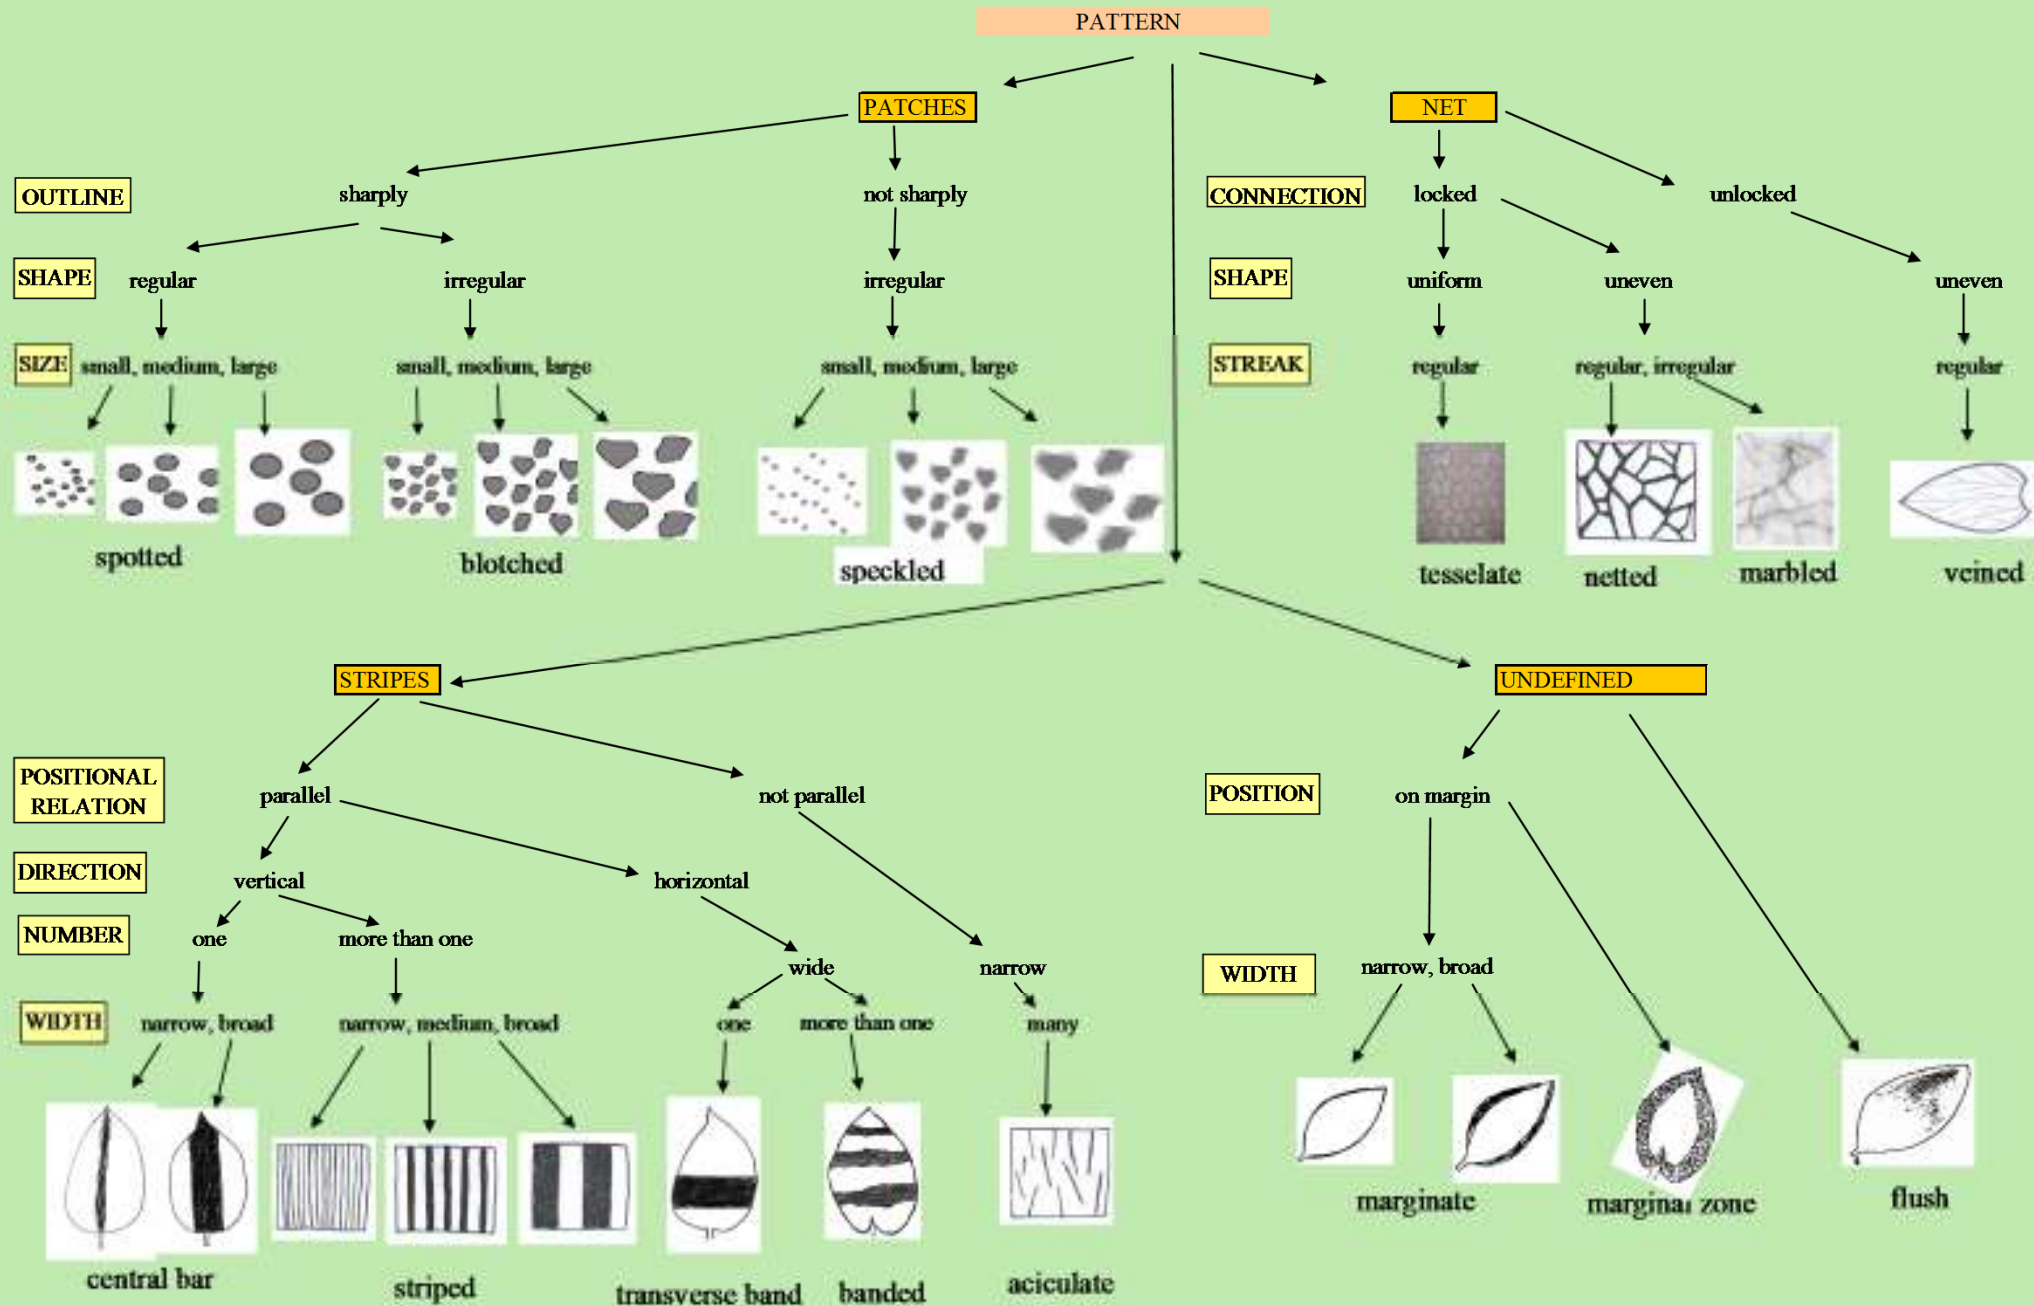 PATTERN
PATCHES
NET
OUTLINE
sharply
not sharply
CONNECTION
locked
unlocked
SHAPE
regular
irregular
irregular
SHAPE
uniform
uneven
uneven
SIZE
small, medium, large
small, medium, large
small, medium, large
STREAK
regular
regular, irregular
regular
spotted
blotched
speckled
tesselate
netted
marbled
veined
STRIPES
UNDEFINED
POSITIONAL
RELATION
parallel
not parallel
POSITION
on margin
DIRECTION
vertical
horizontal
NUMBER
one
more than one
wide
narrow
WIDTH
narrow, broad
WIDTH
narrow, broad
narrow, medium, broad
one
more than one
many
marginate
marginal zone
flush
central bar
striped
transverse band
banded
aciculate